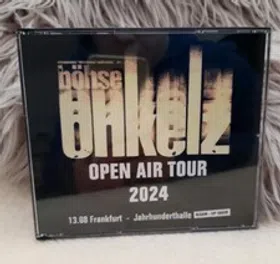 böhse
onkelz
OPEN AIR TOUR
2024
13.08 Frankfurt - Jahrhunderthalle